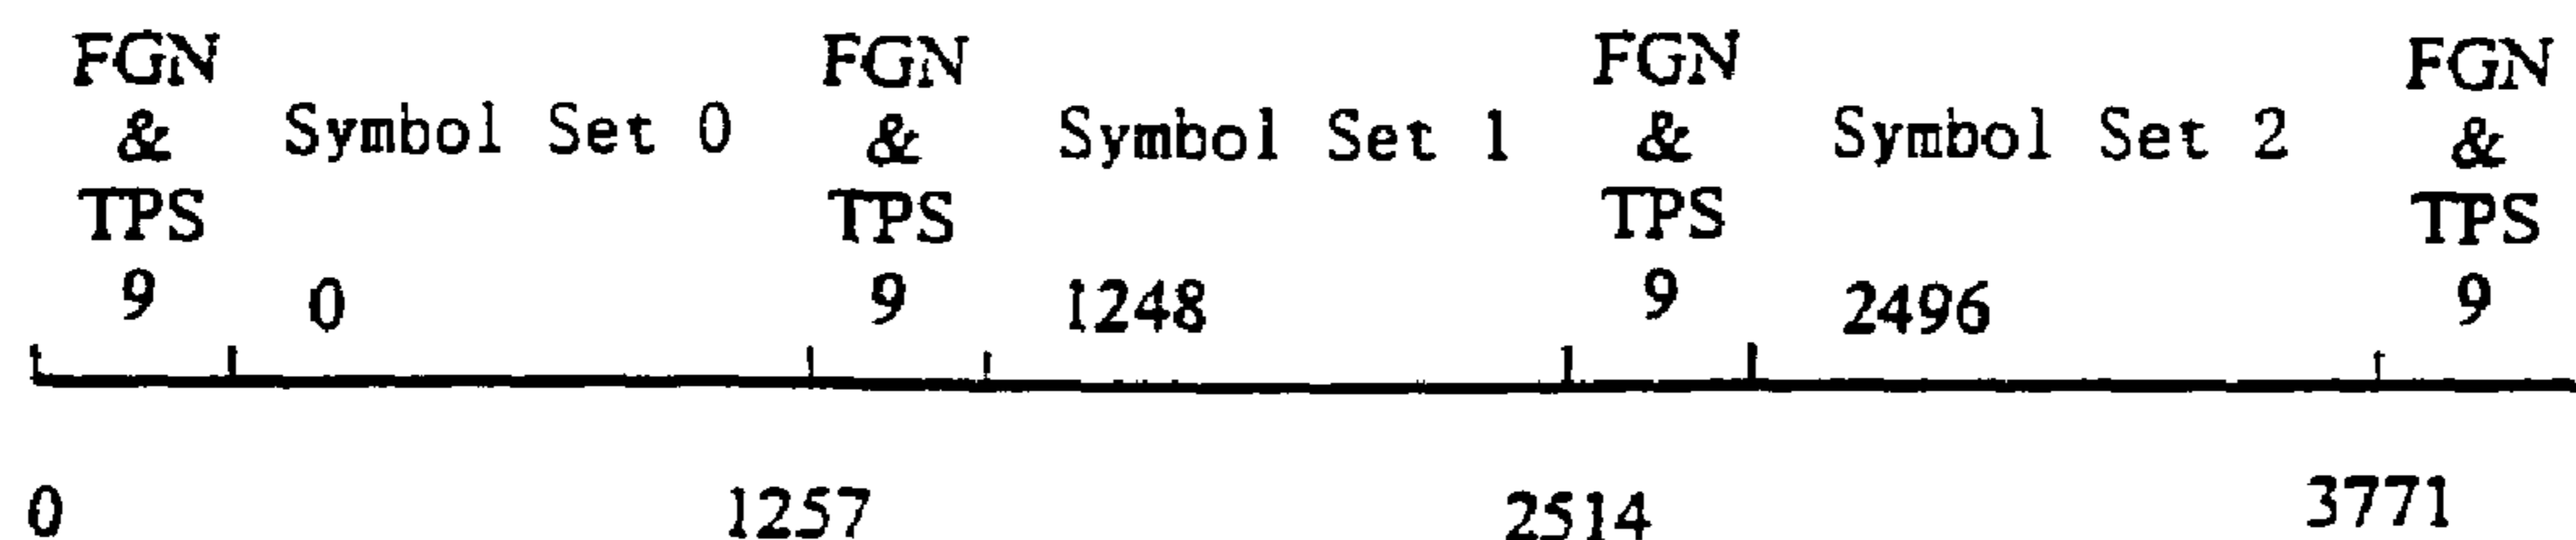 FGN FGN FGN FGN
& Symbol Set 0 & Symbol Set 1 & Symbol Set 2 &
TPS TPS TPS TPS
9 0 9 1248 9 2496 9
0 1257 2514 3771